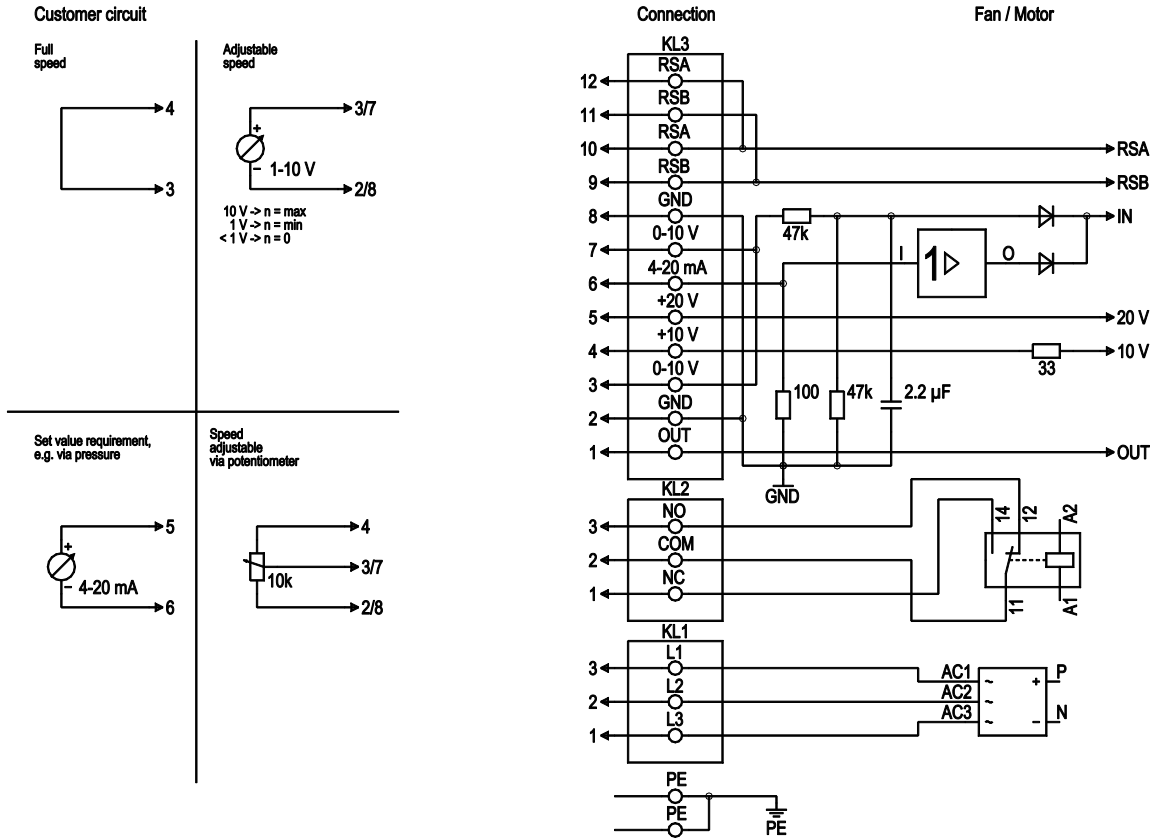 Customer circuit
Connection
Fan / Motor
Full
speed
4
3
Adjustable
speed
3/7
+
1-10 V
–
2/8
10 V -> n = max
1 V -> n = min
< 1 V -> n = 0
Set value requirement,
e.g. via pressure
5
+
4-20 mA
–
6
Speed
adjustable
via potentiometer
4
3/7
10k
2/8
KL3
12 RSA
11 RSB
10 RSA RSA
9 RSB RSB
8 GND IN
47k
7 0-10 V
I 1 O
6 4-20 mA
5 +20 V 20 V
4 +10 V 10 V
33
3 0-10 V
100 47k 2.2 µF
2 GND
1 OUT OUT
GND
KL2
3 NO
2 COM
1 NC
14 12 A2
11 A1
KL1
3 L1
2 L2
1 L3
AC1 ~ + P
AC2 ~
AC3 ~ – N
PE
PE
PE